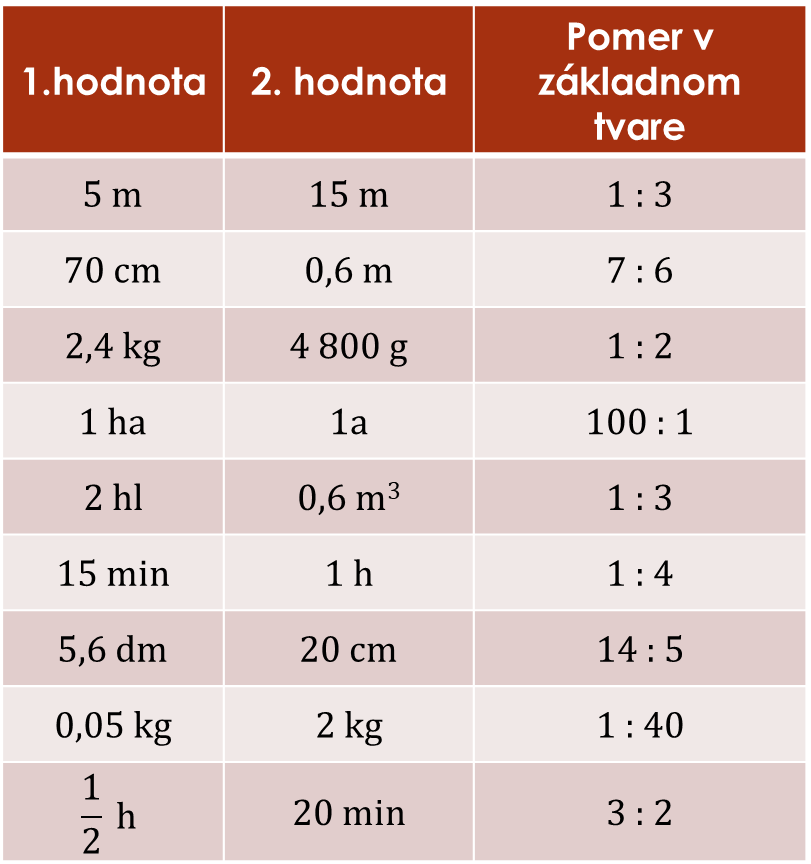 1.hodnota 2. hodnota Pomer v
základnom
tvare
5 m 15 m 1 : 3
70 cm 0,6 m 7 : 6
2,4 kg 4 800 g 1 : 2
1 ha 1a 100 : 1
2 hl 0,6 m³ 1 : 3
15 min 1 h 1 : 4
5,6 dm 20 cm 14 : 5
0,05 kg 2 kg 1 : 40
1/2 h 20 min 3 : 2